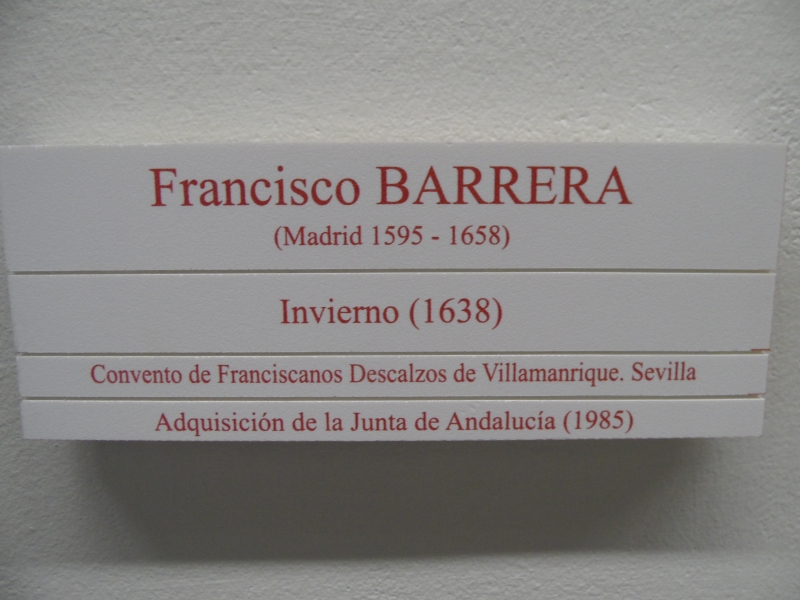 Francisco BARRERA
(Madrid 1595 - 1658)
Invierno (1638)
Convento de Franciscanos Descalzos de Villamanrique. Sevilla
Adquisición de la Junta de Andalucía (1985)